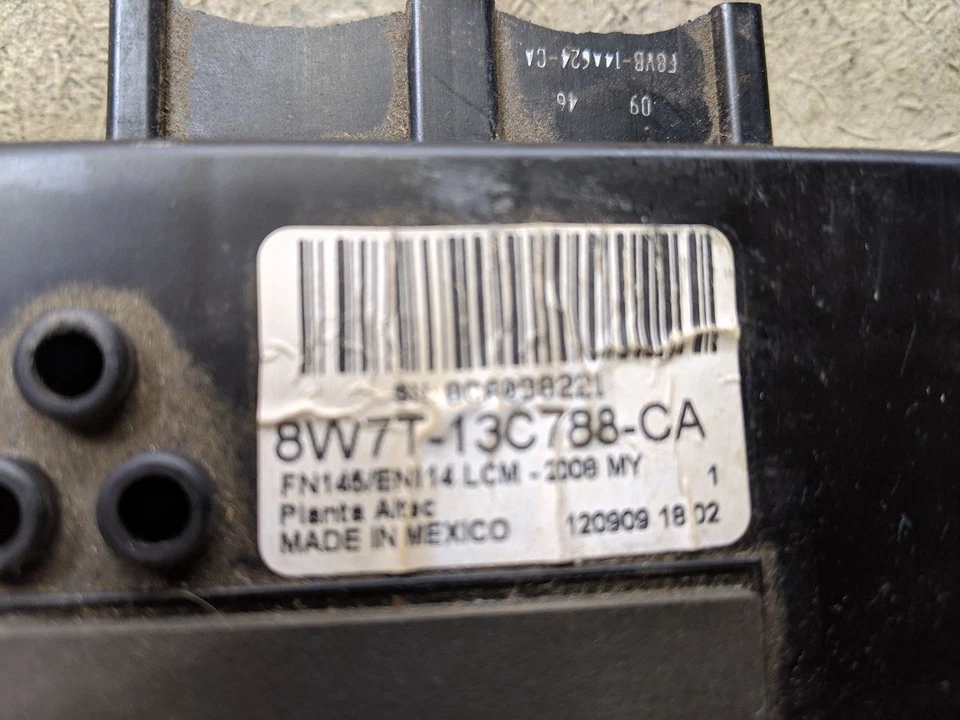 F8VB-14A624-CA
09 46
8W7T-13C788-CA
FN145/EN114 LCM - 2008 MY 1
Planta Altec
MADE IN MEXICO 120909 18 02